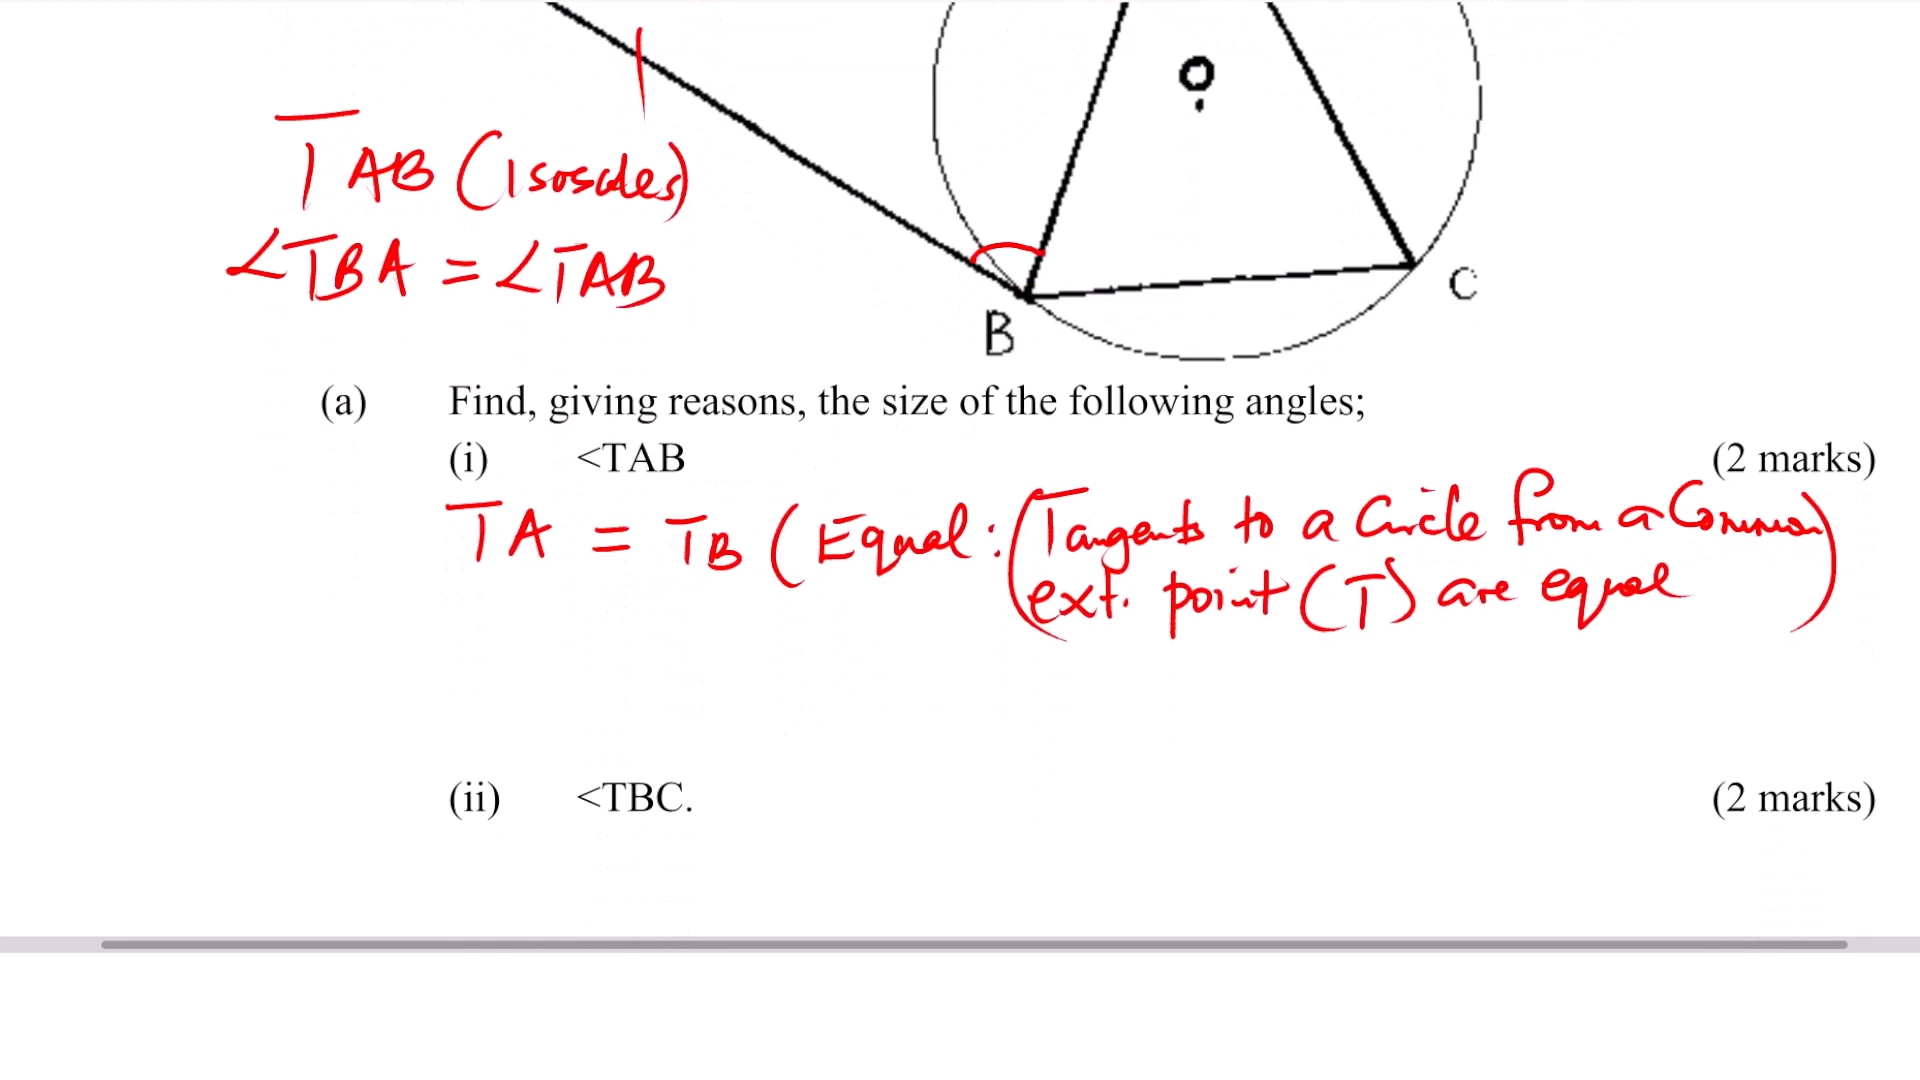 O
TAB (Isosceles)
∠TBA = ∠TAB
C
B
(a) Find, giving reasons, the size of the following angles;
(i) <TAB (2 marks)
TA = TB (Equal: (Tangents to a Circle from a Common
ext. point (T) are equal)
(ii) <TBC. (2 marks)